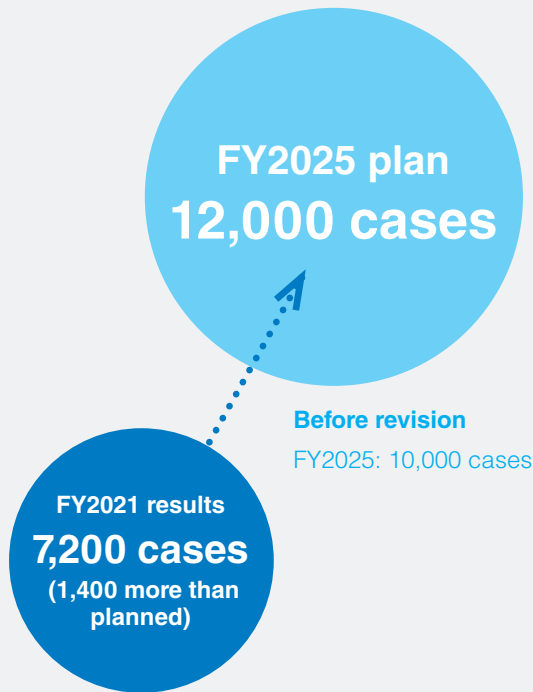 FY2025 plan
12,000 cases
Before revision
FY2025: 10,000 cases
FY2021 results
7,200 cases
(1,400 more than
planned)